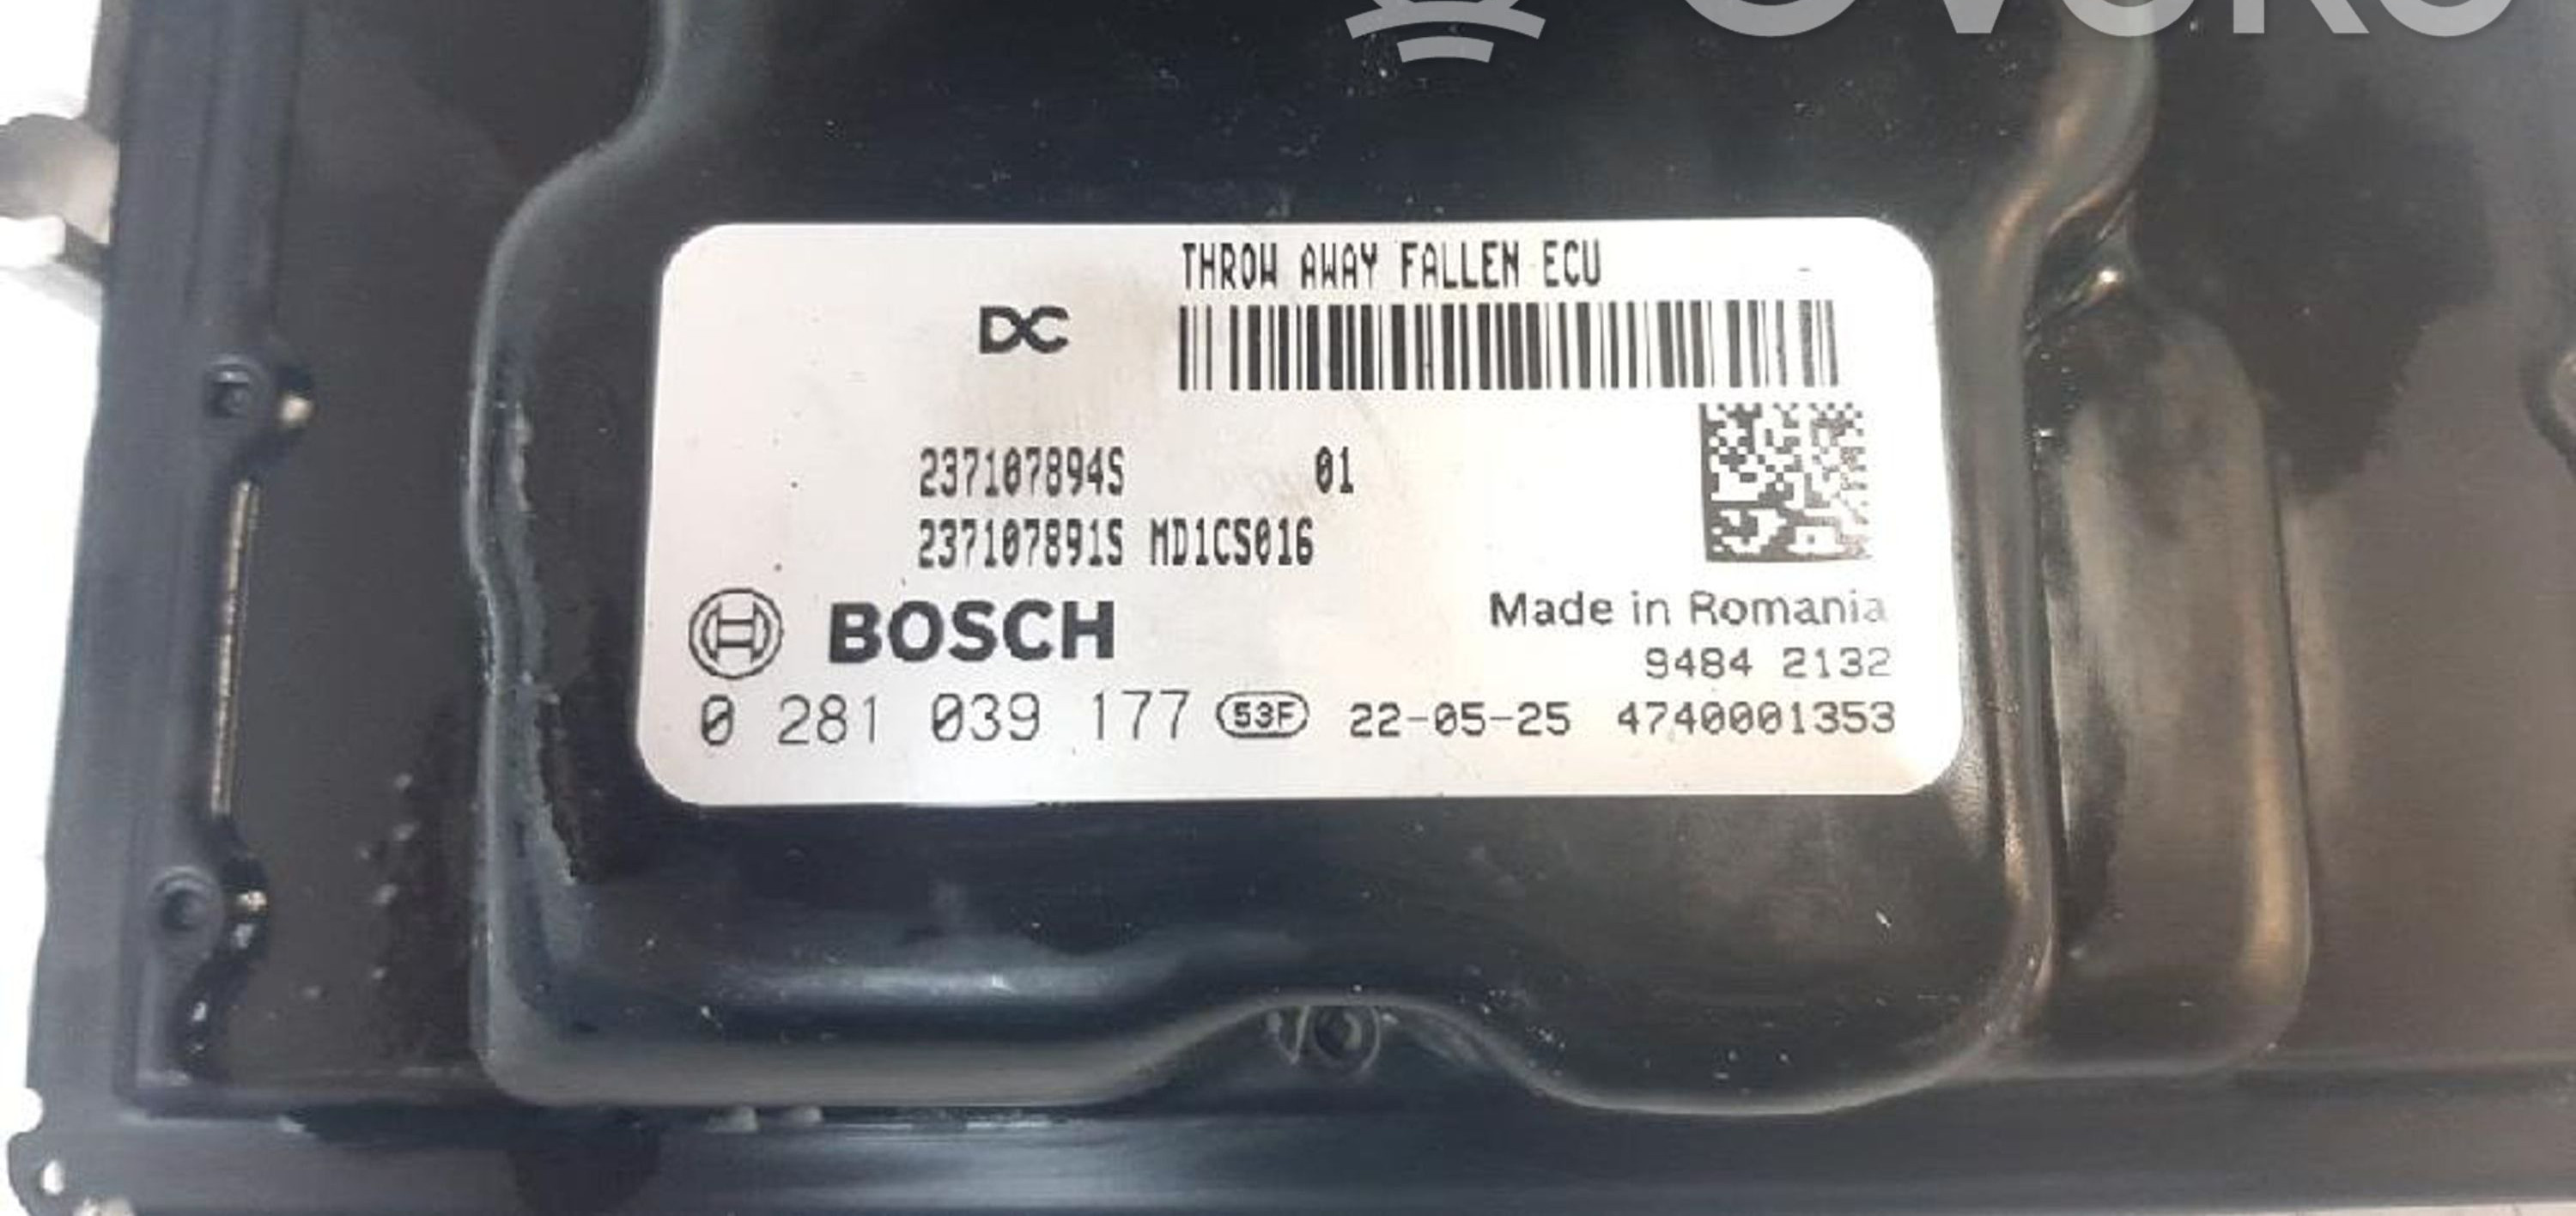 THROW AWAY FALLEN ECU -
DC
237107894S 01
237107891S MD1CS016
BOSCH
Made in Romania
9484 2132
0 281 039 177 53F 22-05-25 4740001353